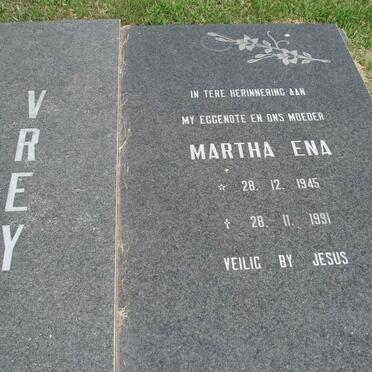 VREY
IN TERE HERINNERING AAN
MY EGGENOTE EN ONS MOEDER
MARTHA ENA
* 28. 12. 1945
† 28. 11. 1991
VEILIG BY JESUS